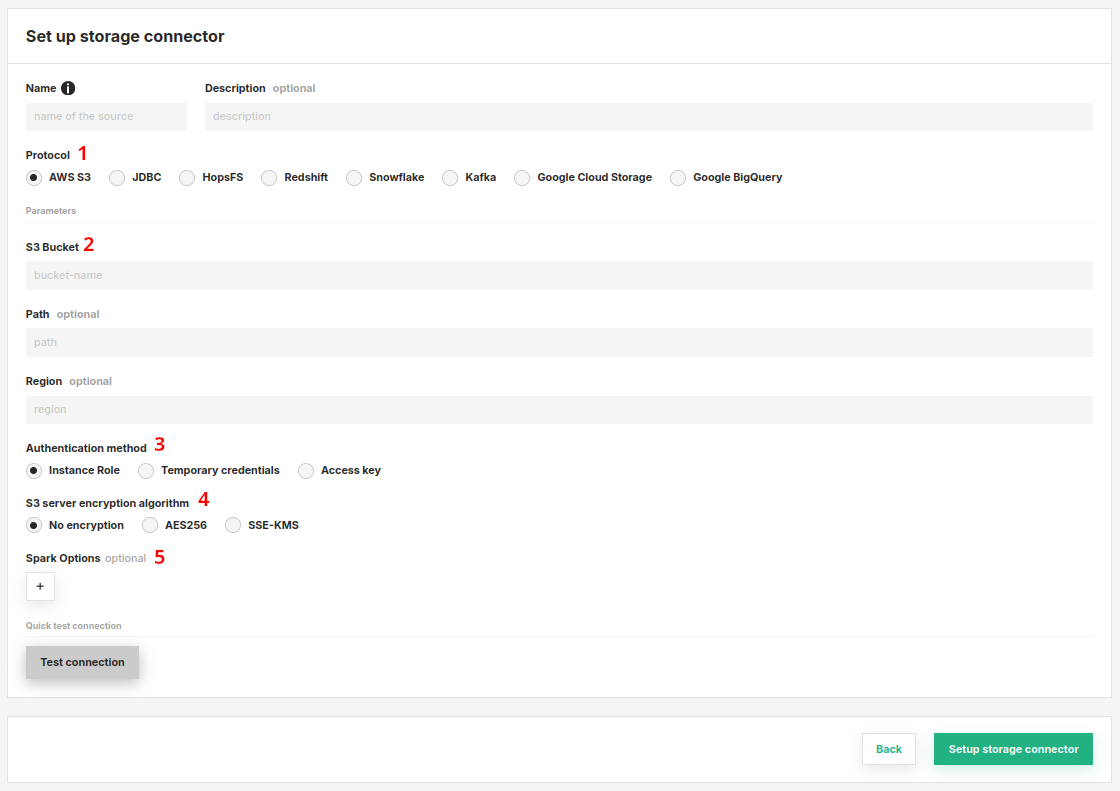 Set up storage connector
Name i Description optional
name of the source description
Protocol 1
AWS S3 JDBC HopsFS Redshift Snowflake Kafka Google Cloud Storage Google BigQuery
Parameters
S3 Bucket 2
bucket-name
Path optional
path
Region optional
region
Authentication method 3
Instance Role Temporary credentials Access key
S3 server encryption algorithm 4
No encryption AES256 SSE-KMS
Spark Options optional 5
+
Quick test connection
Test connection
Back Setup storage connector